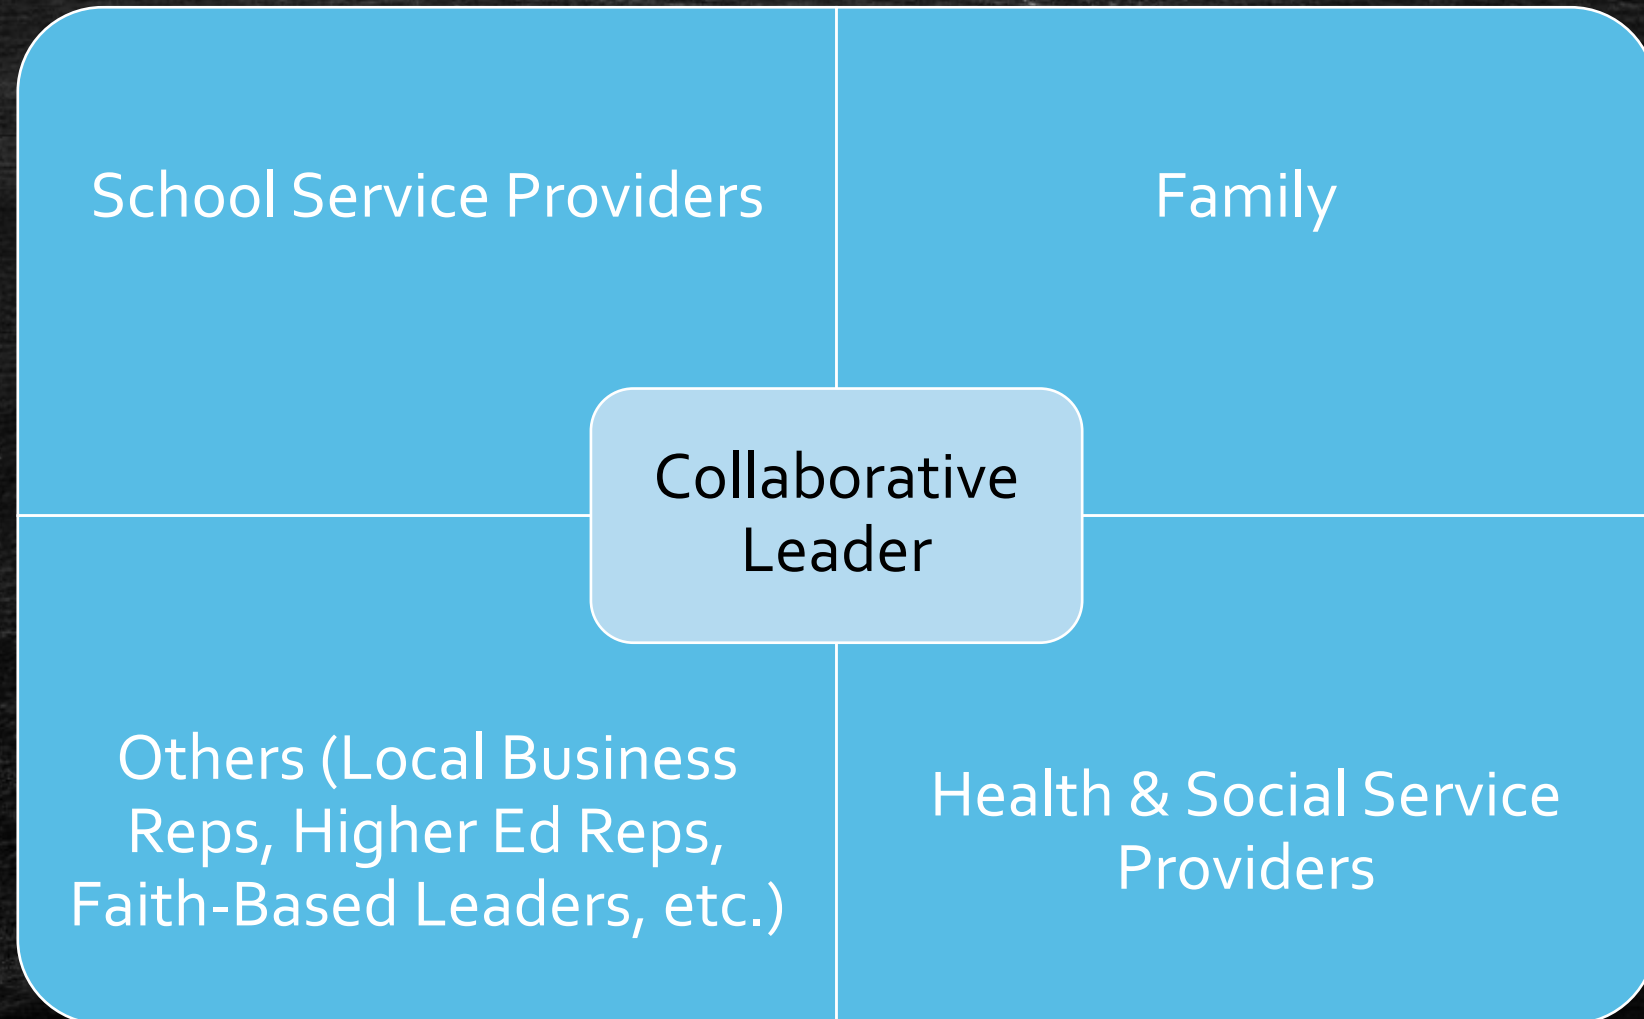 School Service Providers
Family
Collaborative
Leader
Others (Local Business
Reps, Higher Ed Reps,
Faith-Based Leaders, etc.)
Health & Social Service
Providers